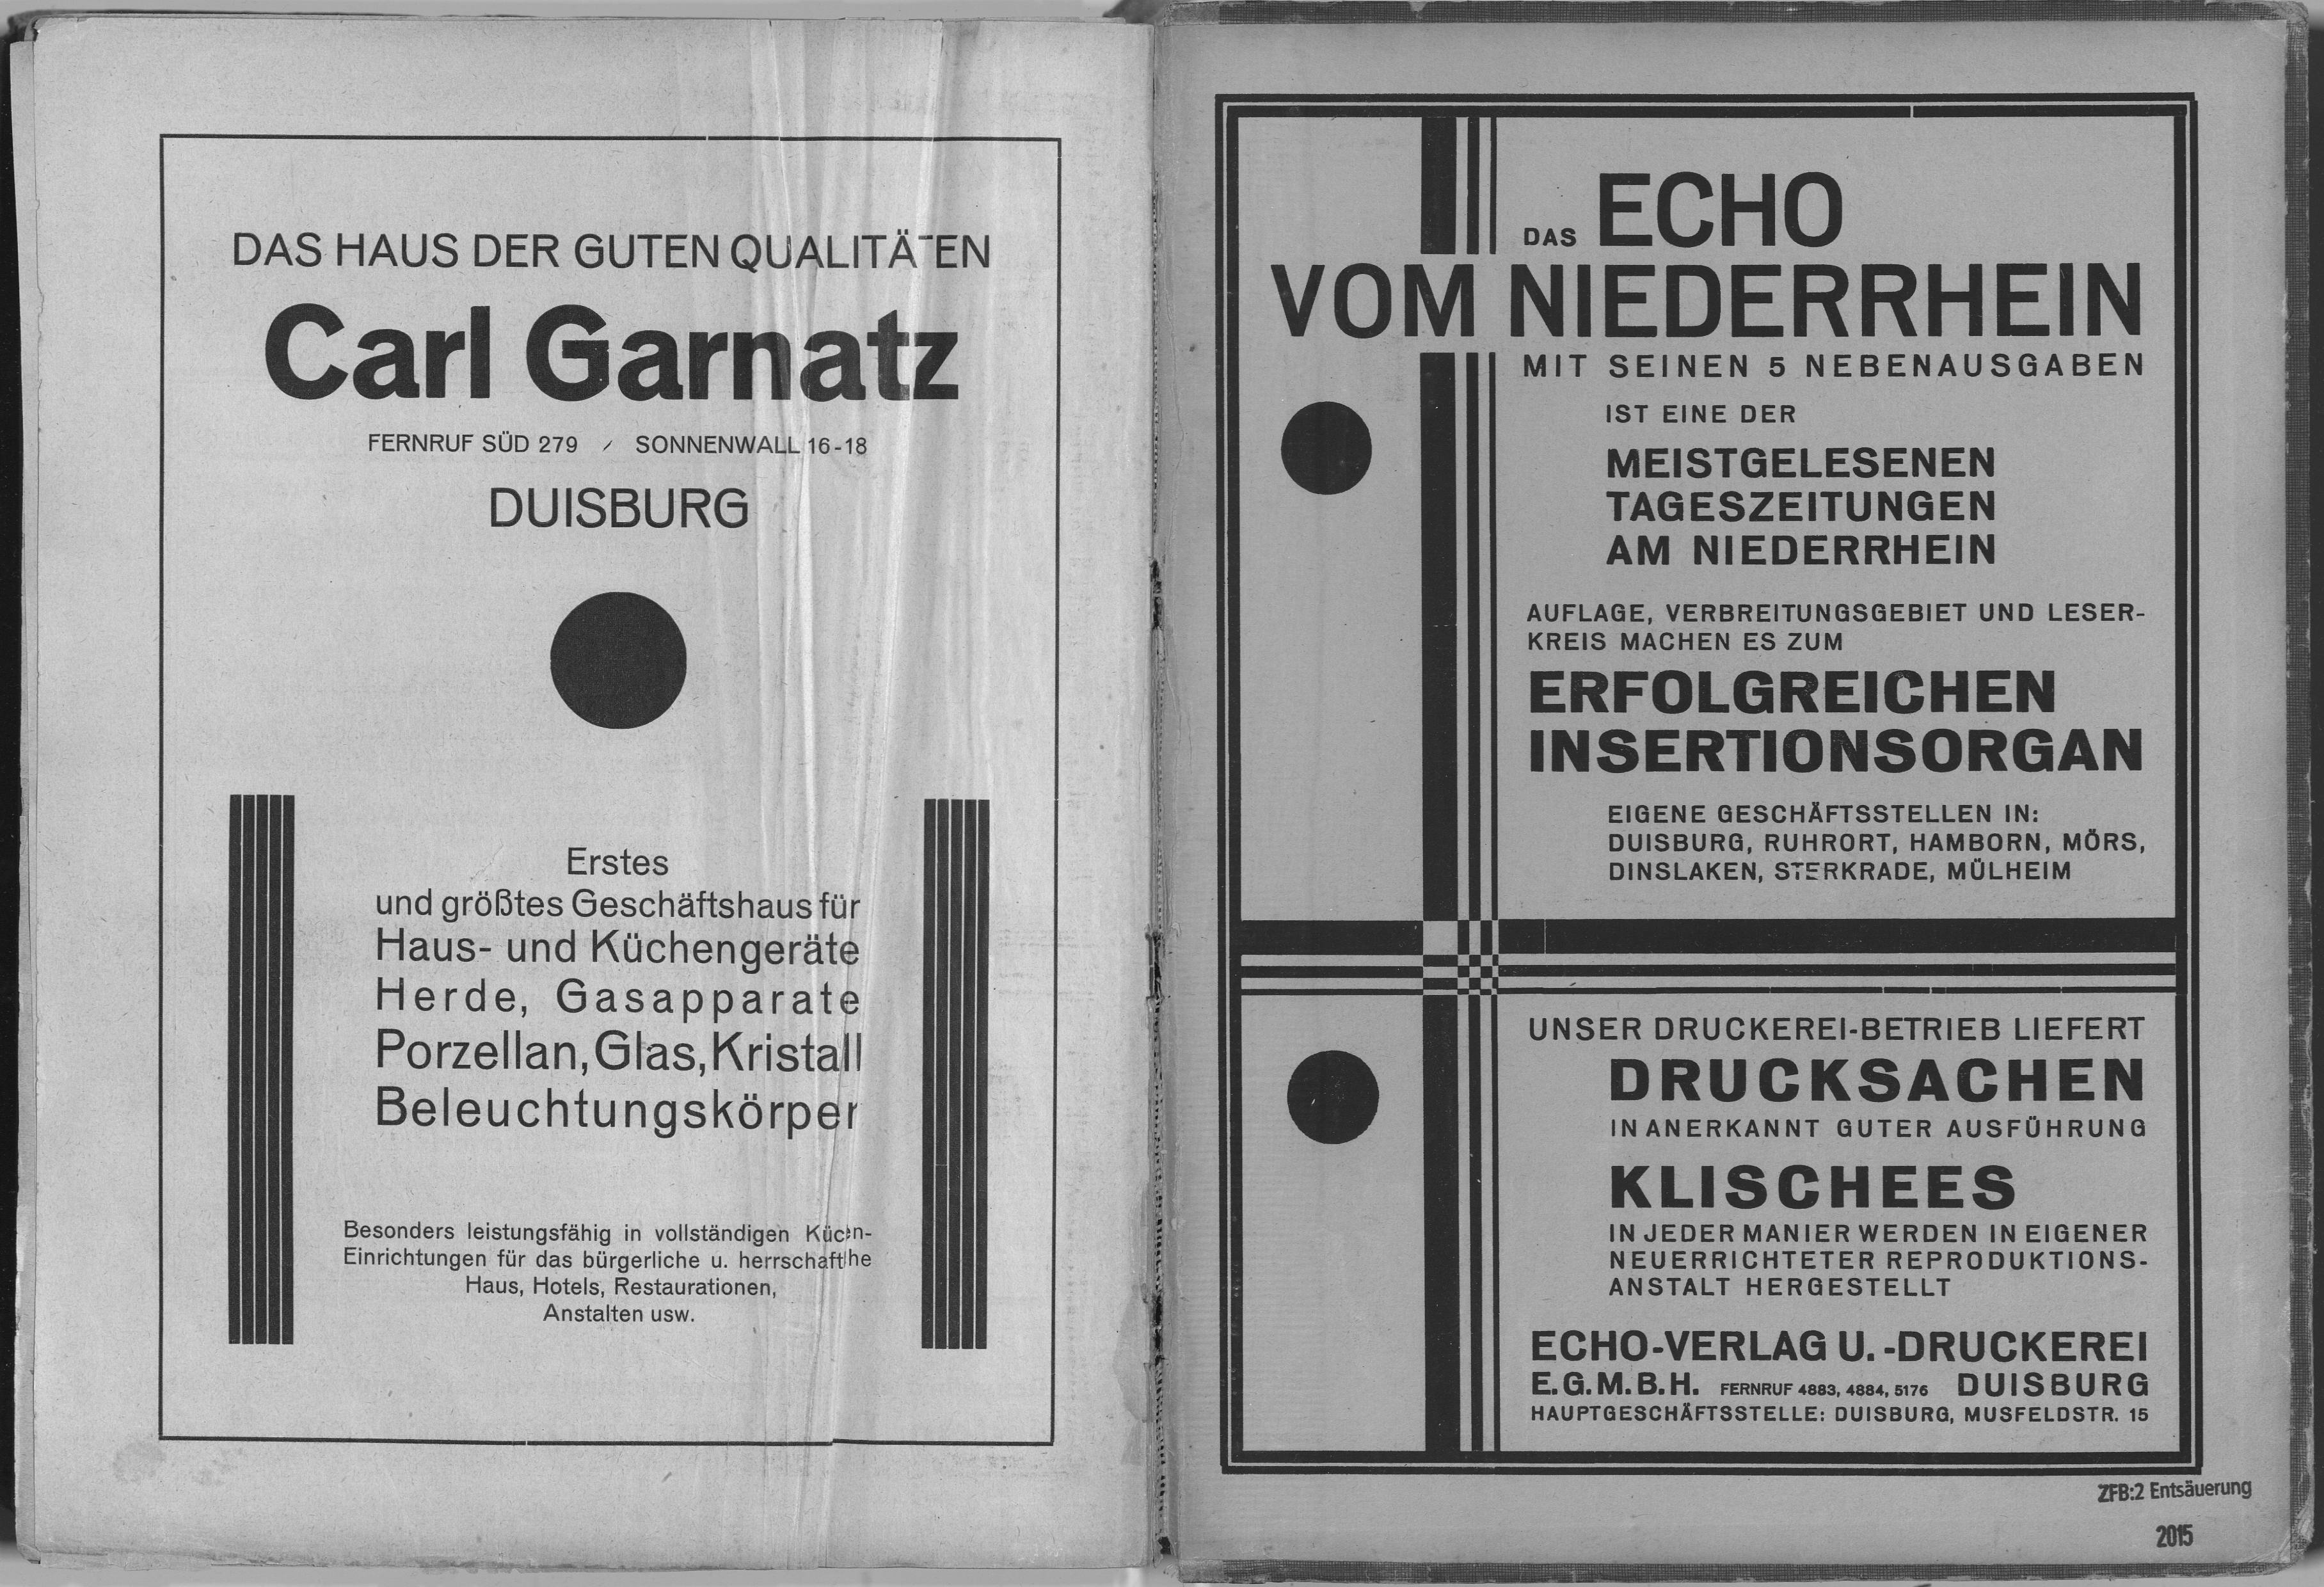 DAS HAUS DER GUTEN QUALITÄTEN
Carl Garnatz
FERNRUF SÜD 279 / SONNENWALL 16-18
DUISBURG
Erstes
und größtes Geschäftshaus für
Haus- und Küchengeräte
Herde, Gasapparate
Porzellan, Glas, Kristall
Beleuchtungskörper
Besonders leistungsfähig in vollständigen
Einrichtungen für das bürgerliche u.
Haus, Hotels, Restaurationen,
Anstalten usw.
DAS ECHO
VOM NIEDERRHEIN
MIT SEINEN 5 NEBENAUSGABEN
IST EINE DER
MEISTGELESENEN
TAGESZEITUNGEN
AM NIEDERRHEIN
AUFLAGE, VERBREITUNGSGEBIET UND LESER-
KREIS MACHEN ES ZUM
ERFOLGREICHEN
INSERTIONSORGAN
EIGENE GESCHÄFTSSTELLEN IN:
DUISBURG, RUHRORT, HAMBORN, MÖRS,
DINSLAKEN, STERKRADE, MÜLHEIM
UNSER DRUCKEREI-BETRIEB LIEFERT
DRUCKSACHEN
IN ANERKANNT GUTER AUSFÜHRUNG
KLISCHEES
IN JEDER MANIER WERDEN IN EIGENER
NEUERRICHTETER REPRODUKTIONS-
ANSTALT HERGESTELLT
ECHO-VERLAG U. -DRUCKEREI
E. G. M. B. H. FERNRUF 4883, 4884, 5176 DUISBURG
HAUPTGESCHÄFTSSTELLE: DUISBURG, MUSFELDSTR. 15
ZFB:2 Entsäuerung
2015